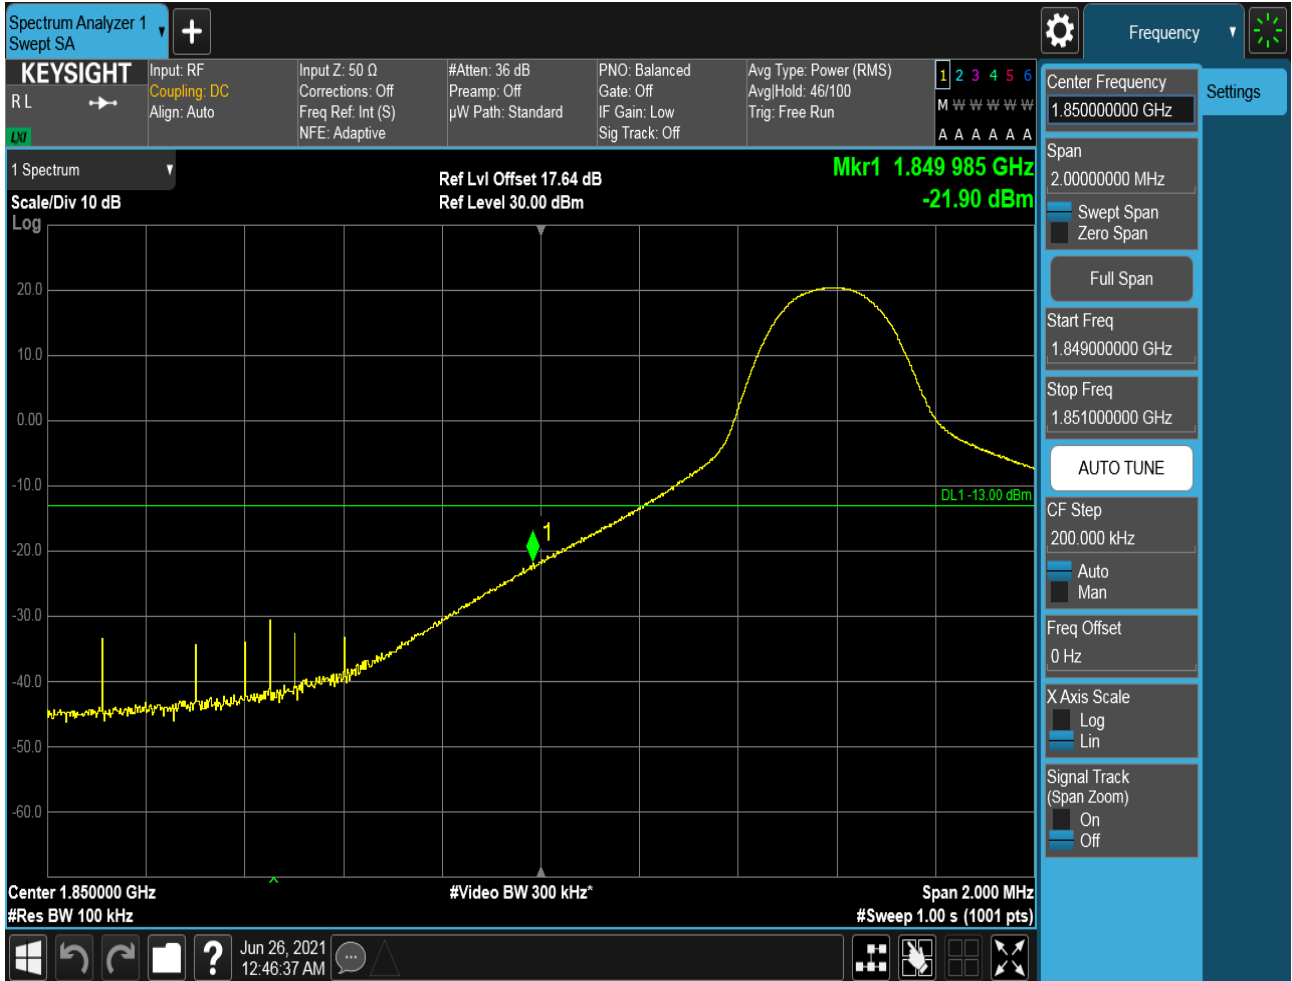 Spectrum Analyzer 1
Swept SA
Frequency
KEYSIGHT
R L
LXI
Input: RF
Coupling: DC
Align: Auto
Input Z: 50 Ω
Corrections: Off
Freq Ref: Int (S)
NFE: Adaptive
#Atten: 36 dB
Preamp: Off
µW Path: Standard
PNO: Balanced
Gate: Off
IF Gain: Low
Sig Track: Off
Avg Type: Power (RMS)
Avg|Hold: 46/100
Trig: Free Run
1 2 3 4 5 6
M W W W W W
A A A A A A
1 Spectrum
Scale/Div 10 dB
Log
Ref Lvl Offset 17.64 dB
Ref Level 30.00 dBm
Mkr1 1.849 985 GHz
-21.90 dBm
20.0
10.0
0.00
-10.0
-20.0
-30.0
-40.0
-50.0
-60.0
DL1 -13.00 dBm
1
Center 1.850000 GHz
#Res BW 100 kHz
#Video BW 300 kHz*
Span 2.000 MHz
#Sweep 1.00 s (1001 pts)
Jun 26, 2021
12:46:37 AM
Center Frequency
1.850000000 GHz
Settings
Span
2.00000000 MHz
Swept Span
Zero Span
Full Span
Start Freq
1.849000000 GHz
Stop Freq
1.851000000 GHz
AUTO TUNE
CF Step
200.000 kHz
Auto
Man
Freq Offset
0 Hz
X Axis Scale
Log
Lin
Signal Track
(Span Zoom)
On
Off